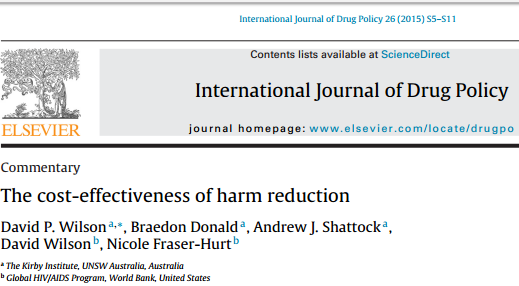 International Journal of Drug Policy 26 (2015) S5–S11
Contents lists available at ScienceDirect
International Journal of Drug Policy
journal homepage: www.elsevier.com/locate/drugpo
ELSEVIER
Commentary
The cost-effectiveness of harm reduction
David P. Wilson a,*, Braedon Donald a, Andrew J. Shattock a,
David Wilson b, Nicole Fraser-Hurt b
a The Kirby Institute, UNSW Australia, Australia
b Global HIV/AIDS Program, World Bank, United States